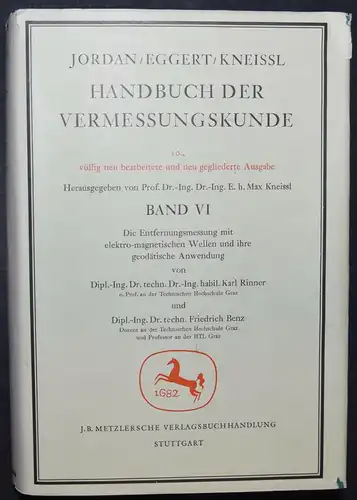 JORDAN/EGGERT/KNEISSL
HANDBUCH DER
VERMESSUNGSKUNDE
10.,
völlig neu bearbeitete und neu gegliederte Ausgabe
Herausgegeben von Prof. Dr.-Ing. Dr.-Ing. E. h. Max Kneissl
BAND VI
Die Entfernungsmessung mit
elektro-magnetischen Wellen und ihre
geodätische Anwendung
von
Dipl.-Ing. Dr. techn. Dr.-Ing. habil. Karl Rinner
o. Prof. an der Technischen Hochschule Graz
und
Dipl.-Ing. Dr. techn. Friedrich Benz
Dozent an der Technischen Hochschule Graz
und Professor an der HTL Graz
1682
J.B. METZLERSCHE VERLAGSBUCHHANDLUNG
STUTTGART